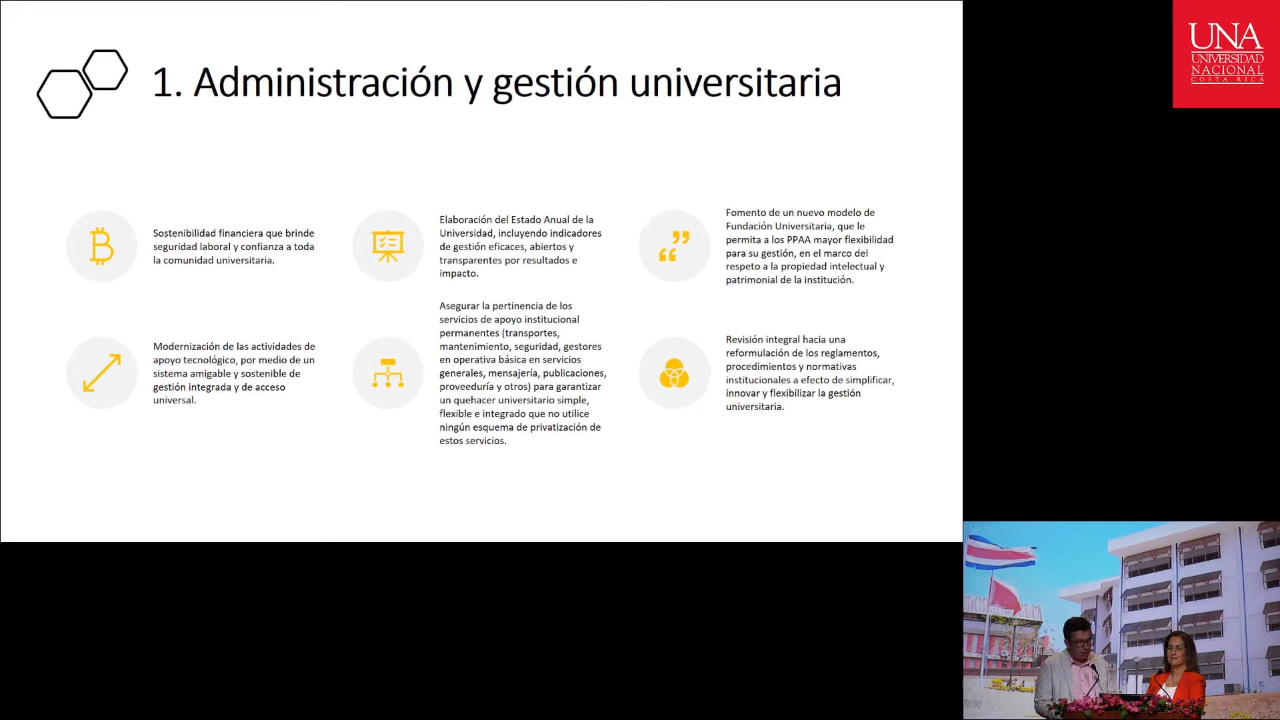 1. Administración y gestión universitaria
Sostenibilidad financiera que brinde
seguridad laboral y confianza a toda
la comunidad universitaria.
Elaboración del Estado Anual de la
Universidad, incluyendo indicadores
de gestión eficaces, abiertos y
transparentes por resultados e
impacto.
Fomento de un nuevo modelo de
Fundación Universitaria, que le
permita a los PPAA mayor flexibilidad
para su gestión, en el marco del
respeto a la propiedad intelectual y
patrimonial de la institución.
Modernización de las actividades de
apoyo tecnológico, por medio de un
sistema amigable y sostenible de
gestión integrada y de acceso
universal.
Asegurar la pertinencia de los
servicios de apoyo institucional
permanentes (transportes,
mantenimiento, seguridad, gestores
en operativa básica en servicios
generales, mensajería, publicaciones,
proveeduría y otros) para garantizar
un quehacer universitario simple,
flexible e integrado que no utilice
ningún esquema de privatización de
estos servicios.
Revisión integral hacia una
reformulación de los reglamentos,
procedimientos y normativas
institucionales a efecto de simplificar,
innovar y flexibilizar la gestión
universitaria.
UNA
UNIVERSIDAD
NACIONAL
COSTA RICA